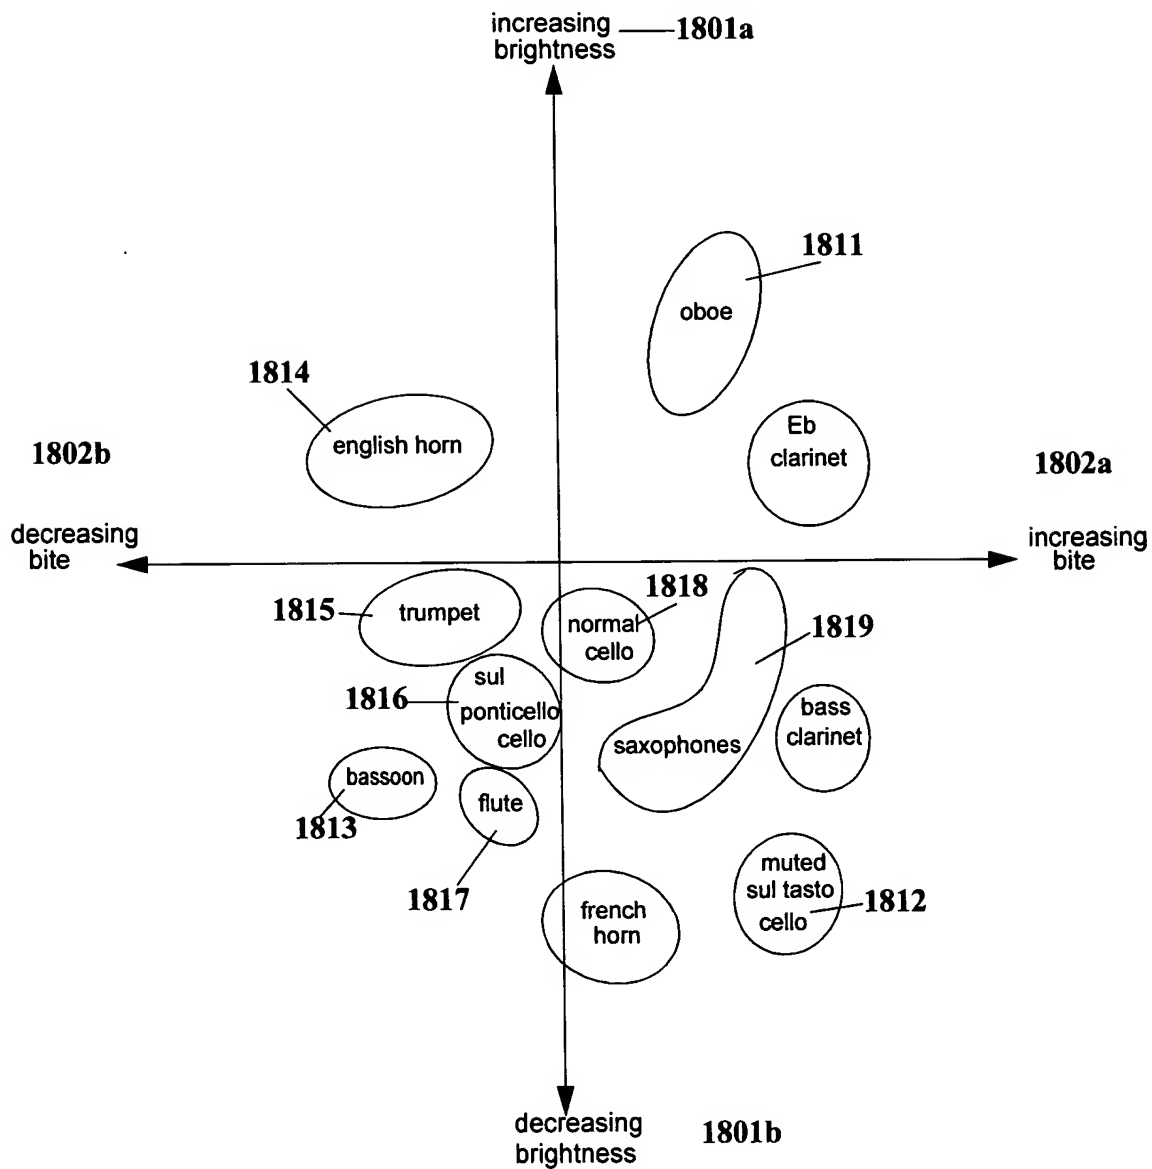 increasing
brightness
1801a
1811
oboe
1814
english horn
Eb
clarinet
1802b
1802a
decreasing
bite
increasing
bite
1815
trumpet
1818
normal
cello
1819
1816
sul
ponticello
cello
saxophones
bass
clarinet
bassoon
1813
flute
1817
muted
sul tasto
cello
1812
french
horn
decreasing
brightness
1801b